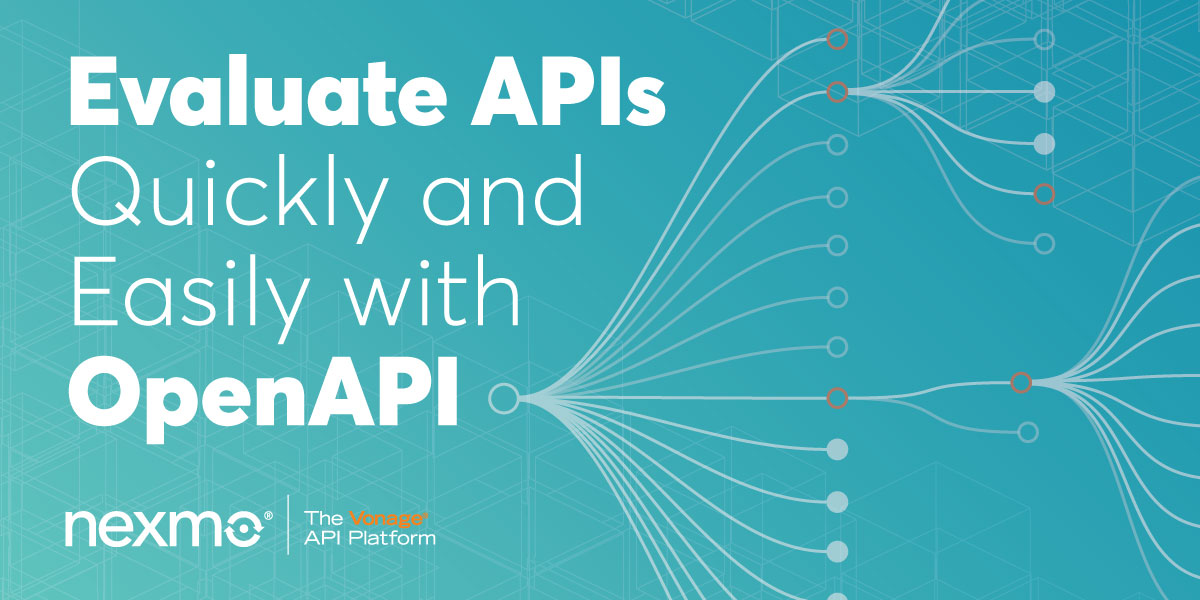 Evaluate APIs
Quickly and
Easily with
OpenAPI
nexmo®
The Vonage®
API Platform